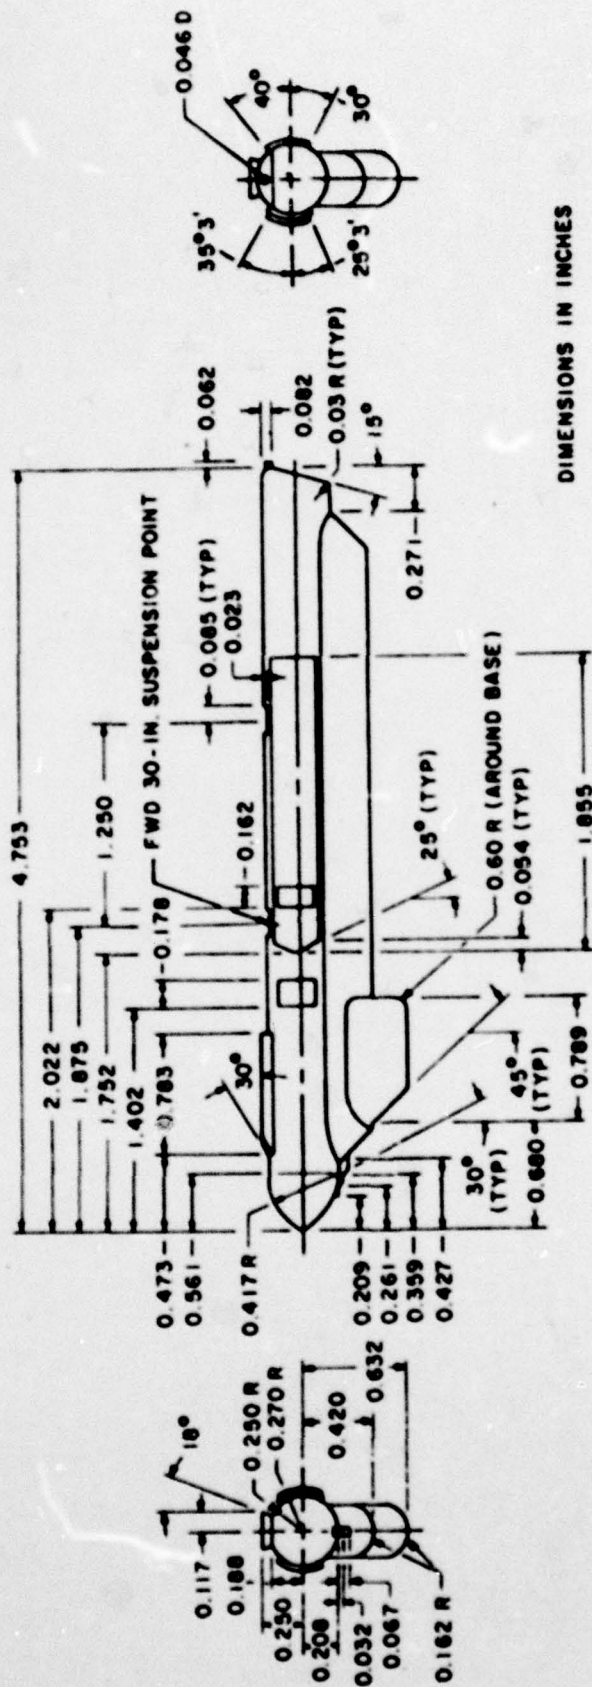 4.753
2.022
1.875
1.752
1.402
0.783
0.473
0.561
0.417 R
1.250
FWD 30-IN. SUSPENSION POINT
0.178
0.162
30°
0.085 (TYP)
0.023
0.062
0.082
0.03 R (TYP)
15°
0.271
25° (TYP)
0.60 R (AROUND BASE)
0.054 (TYP)
1.855
45°
(TYP)
0.789
30°
(TYP)
0.680
0.209
0.261
0.359
0.427
18°
0.250 R
0.270 R
0.117
0.188
0.250
0.208
0.032
0.067
0.162 R
0.420
0.632
0.046 D
40°
30°
35°3'
25°3'
DIMENSIONS IN INCHES